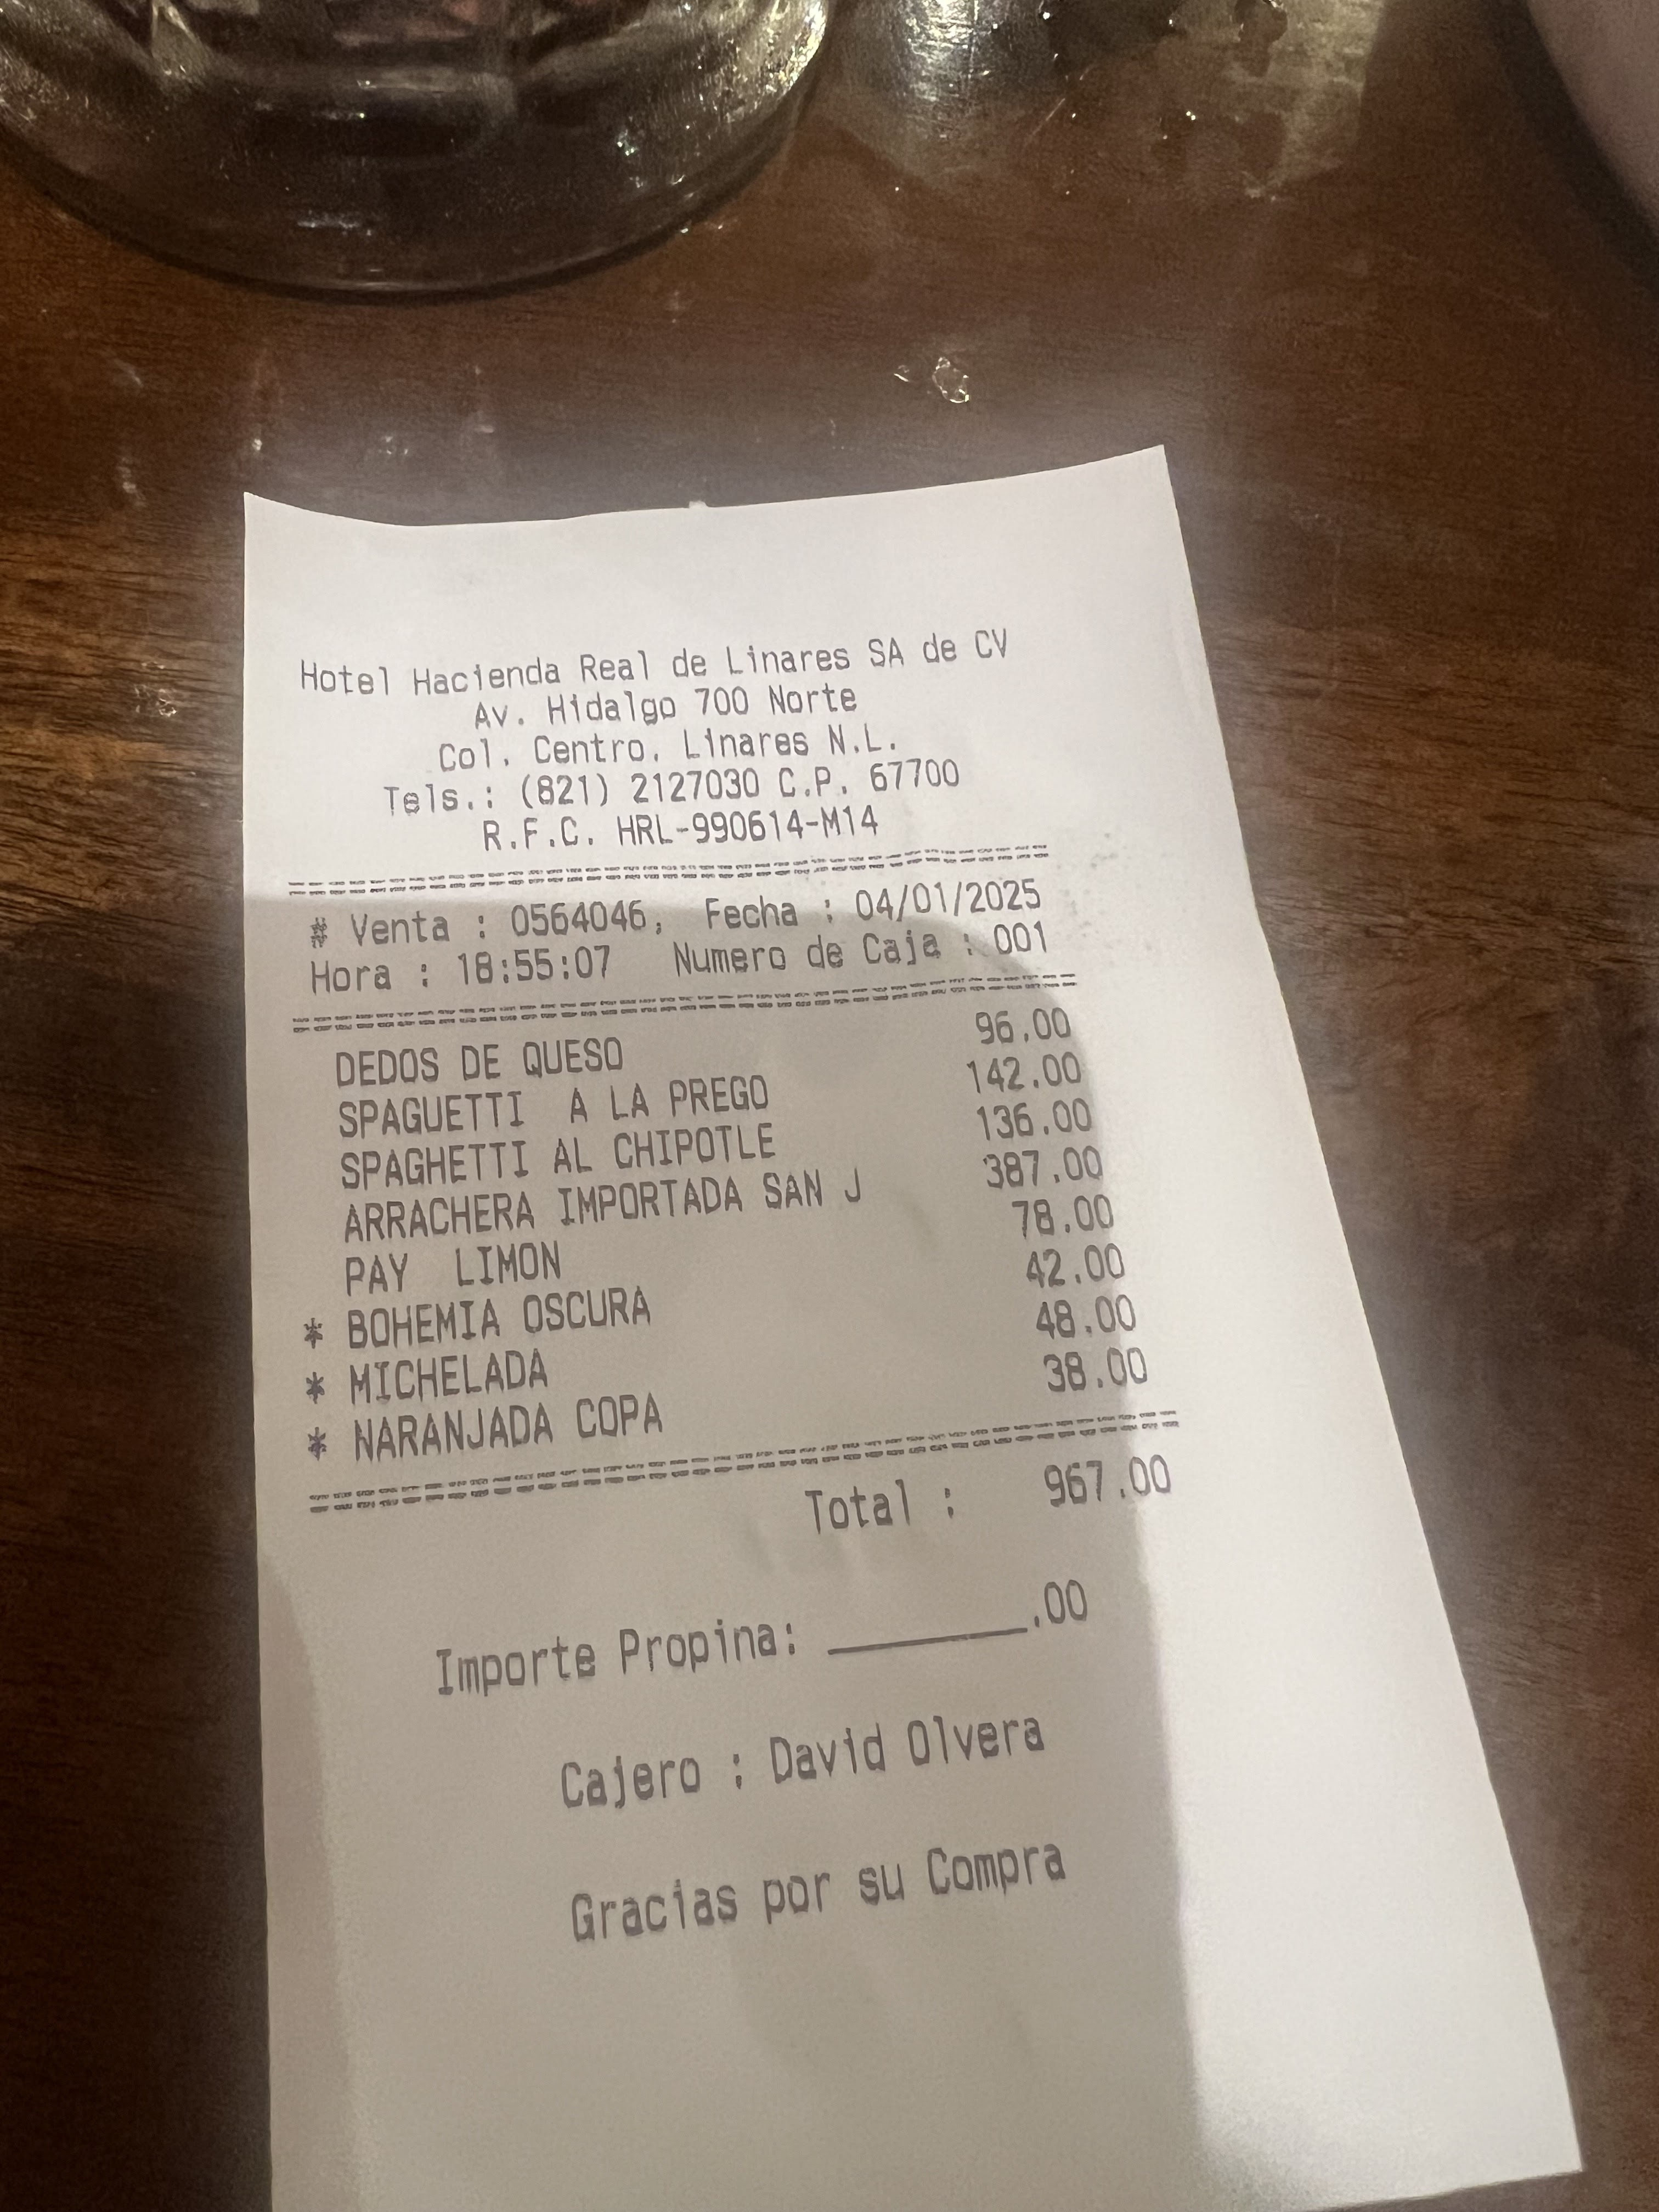 Hotel Hacienda Real de Linares SA de CV
Av. Hidalgo 700 Norte
Col. Centro. Linares N.L.
Tels.: (821) 2127030 C.P. 67700
R.F.C. HRL-990614-M14
# Venta : 0564046, Fecha : 04/01/2025
Hora : 18:55:07 Numero de Caja : 001
DEDOS DE QUESO 96.00
SPAGUETTI A LA PREGO 142.00
SPAGHETTI AL CHIPOTLE 136.00
ARRACHERA IMPORTADA SAN J 387.00
PAY LIMON 78.00
* BOHEMIA OSCURA 42.00
* MICHELADA 48.00
* NARANJADA COPA 38.00
Total : 967.00
Importe Propina: _______.00
Cajero : David Olvera
Gracias por su Compra